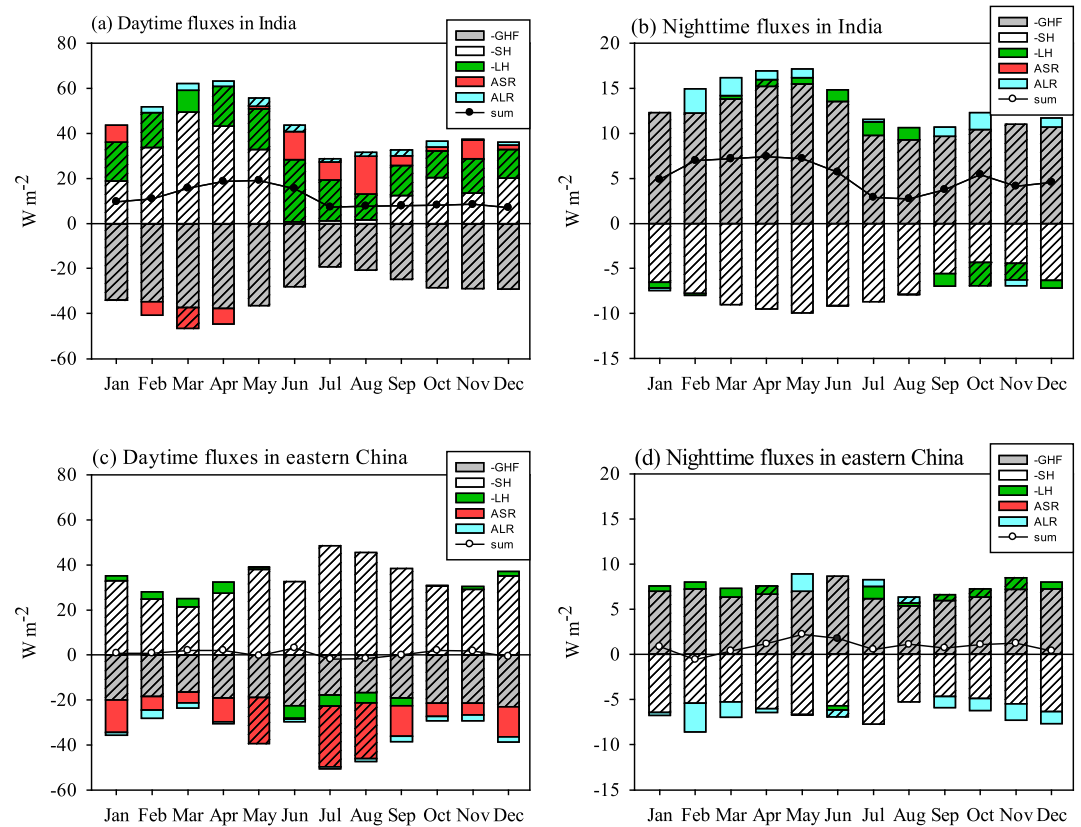 (a) Daytime fluxes in India
-GHF
-SH
-LH
ASR
ALR
sum
80
60
40
20
0
-20
-40
-60
W m-2
Jan Feb Mar Apr May Jun Jul Aug Sep Oct Nov Dec
(b) Nighttime fluxes in India
-GHF
-SH
-LH
ASR
ALR
sum
20
15
10
5
0
-5
-10
-15
W m-2
Jan Feb Mar Apr May Jun Jul Aug Sep Oct Nov Dec
(c) Daytime fluxes in eastern China
-GHF
-SH
-LH
ASR
ALR
sum
80
60
40
20
0
-20
-40
-60
W m-2
Jan Feb Mar Apr May Jun Jul Aug Sep Oct Nov Dec
(d) Nighttime fluxes in eastern China
-GHF
-SH
-LH
ASR
ALR
sum
20
15
10
5
0
-5
-10
-15
W m-2
Jan Feb Mar Apr May Jun Jul Aug Sep Oct Nov Dec